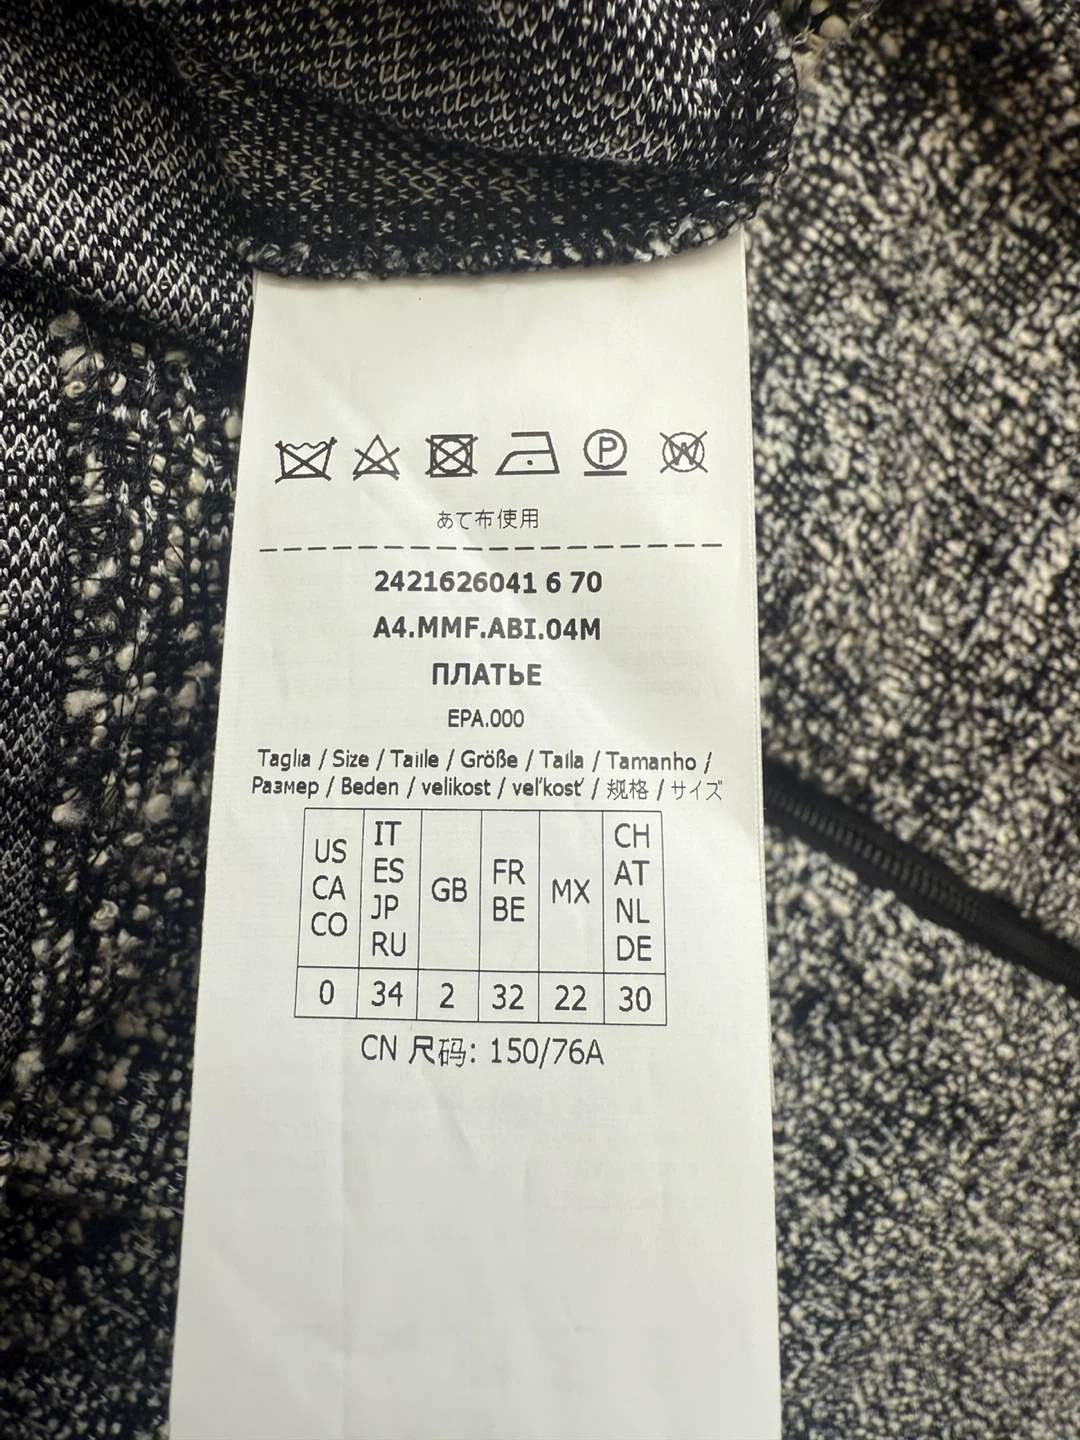 P W
あて布使用
2421626041 6 70
A4.MMF.ABI.04M
ПЛАТЬЕ
EPA.000
Taglia / Size / Taille / Größe / Talla / Tamanho /
Размер / Beden / velikost / veľkosť / 规格 / サイズ
US CA CO
IT ES JP RU
GB
FR BE
MX
CH AT NL DE
0 34 2 32 22 30
CN 尺码: 150/76A